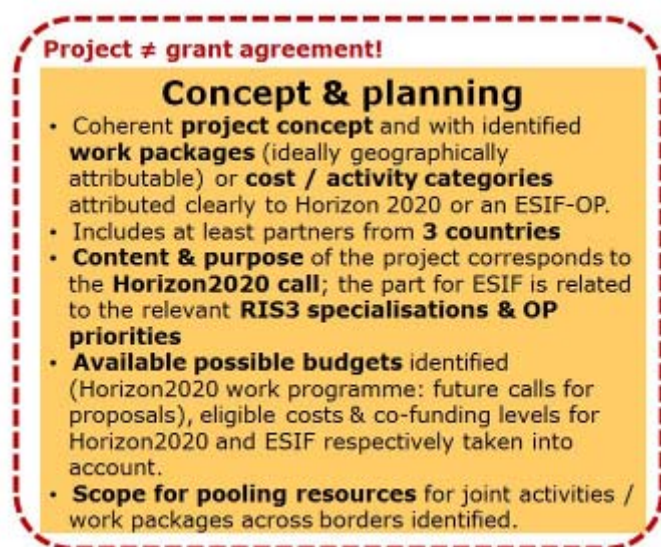 Project ≠ grant agreement!
Concept & planning
• Coherent project concept and with identified
work packages (ideally geographically
attributable) or cost / activity categories
attributed clearly to Horizon 2020 or an ESIF-OP.
• Includes at least partners from 3 countries
• Content & purpose of the project corresponds to
the Horizon2020 call; the part for ESIF is related
to the relevant RIS3 specialisations & OP
priorities
• Available possible budgets identified
(Horizon2020 work programme: future calls for
proposals), eligible costs & co-funding levels for
Horizon2020 and ESIF respectively taken into
account.
• Scope for pooling resources for joint activities /
work packages across borders identified.